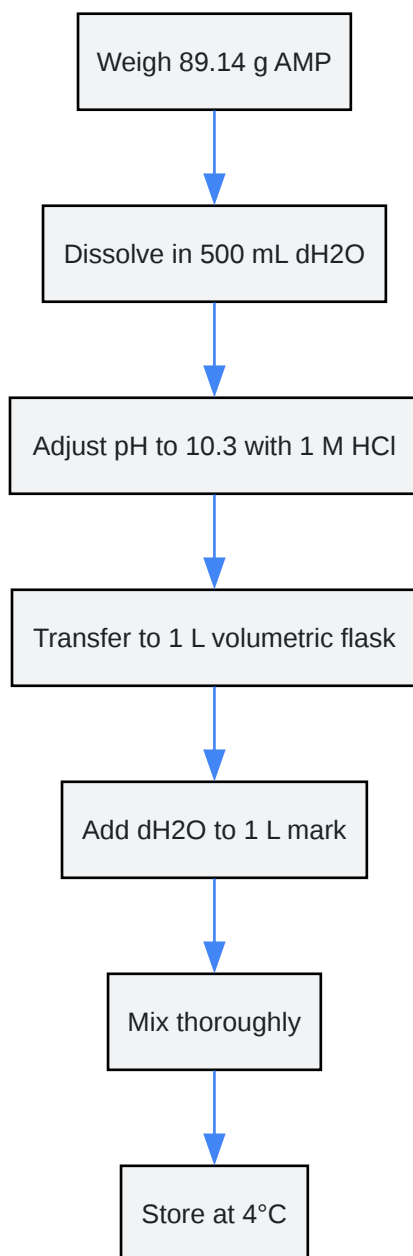 Weigh 89.14 g AMP
Dissolve in 500 mL dH2O
Adjust pH to 10.3 with 1 M HCl
Transfer to 1 L volumetric flask
Add dH2O to 1 L mark
Mix thoroughly
Store at 4°C